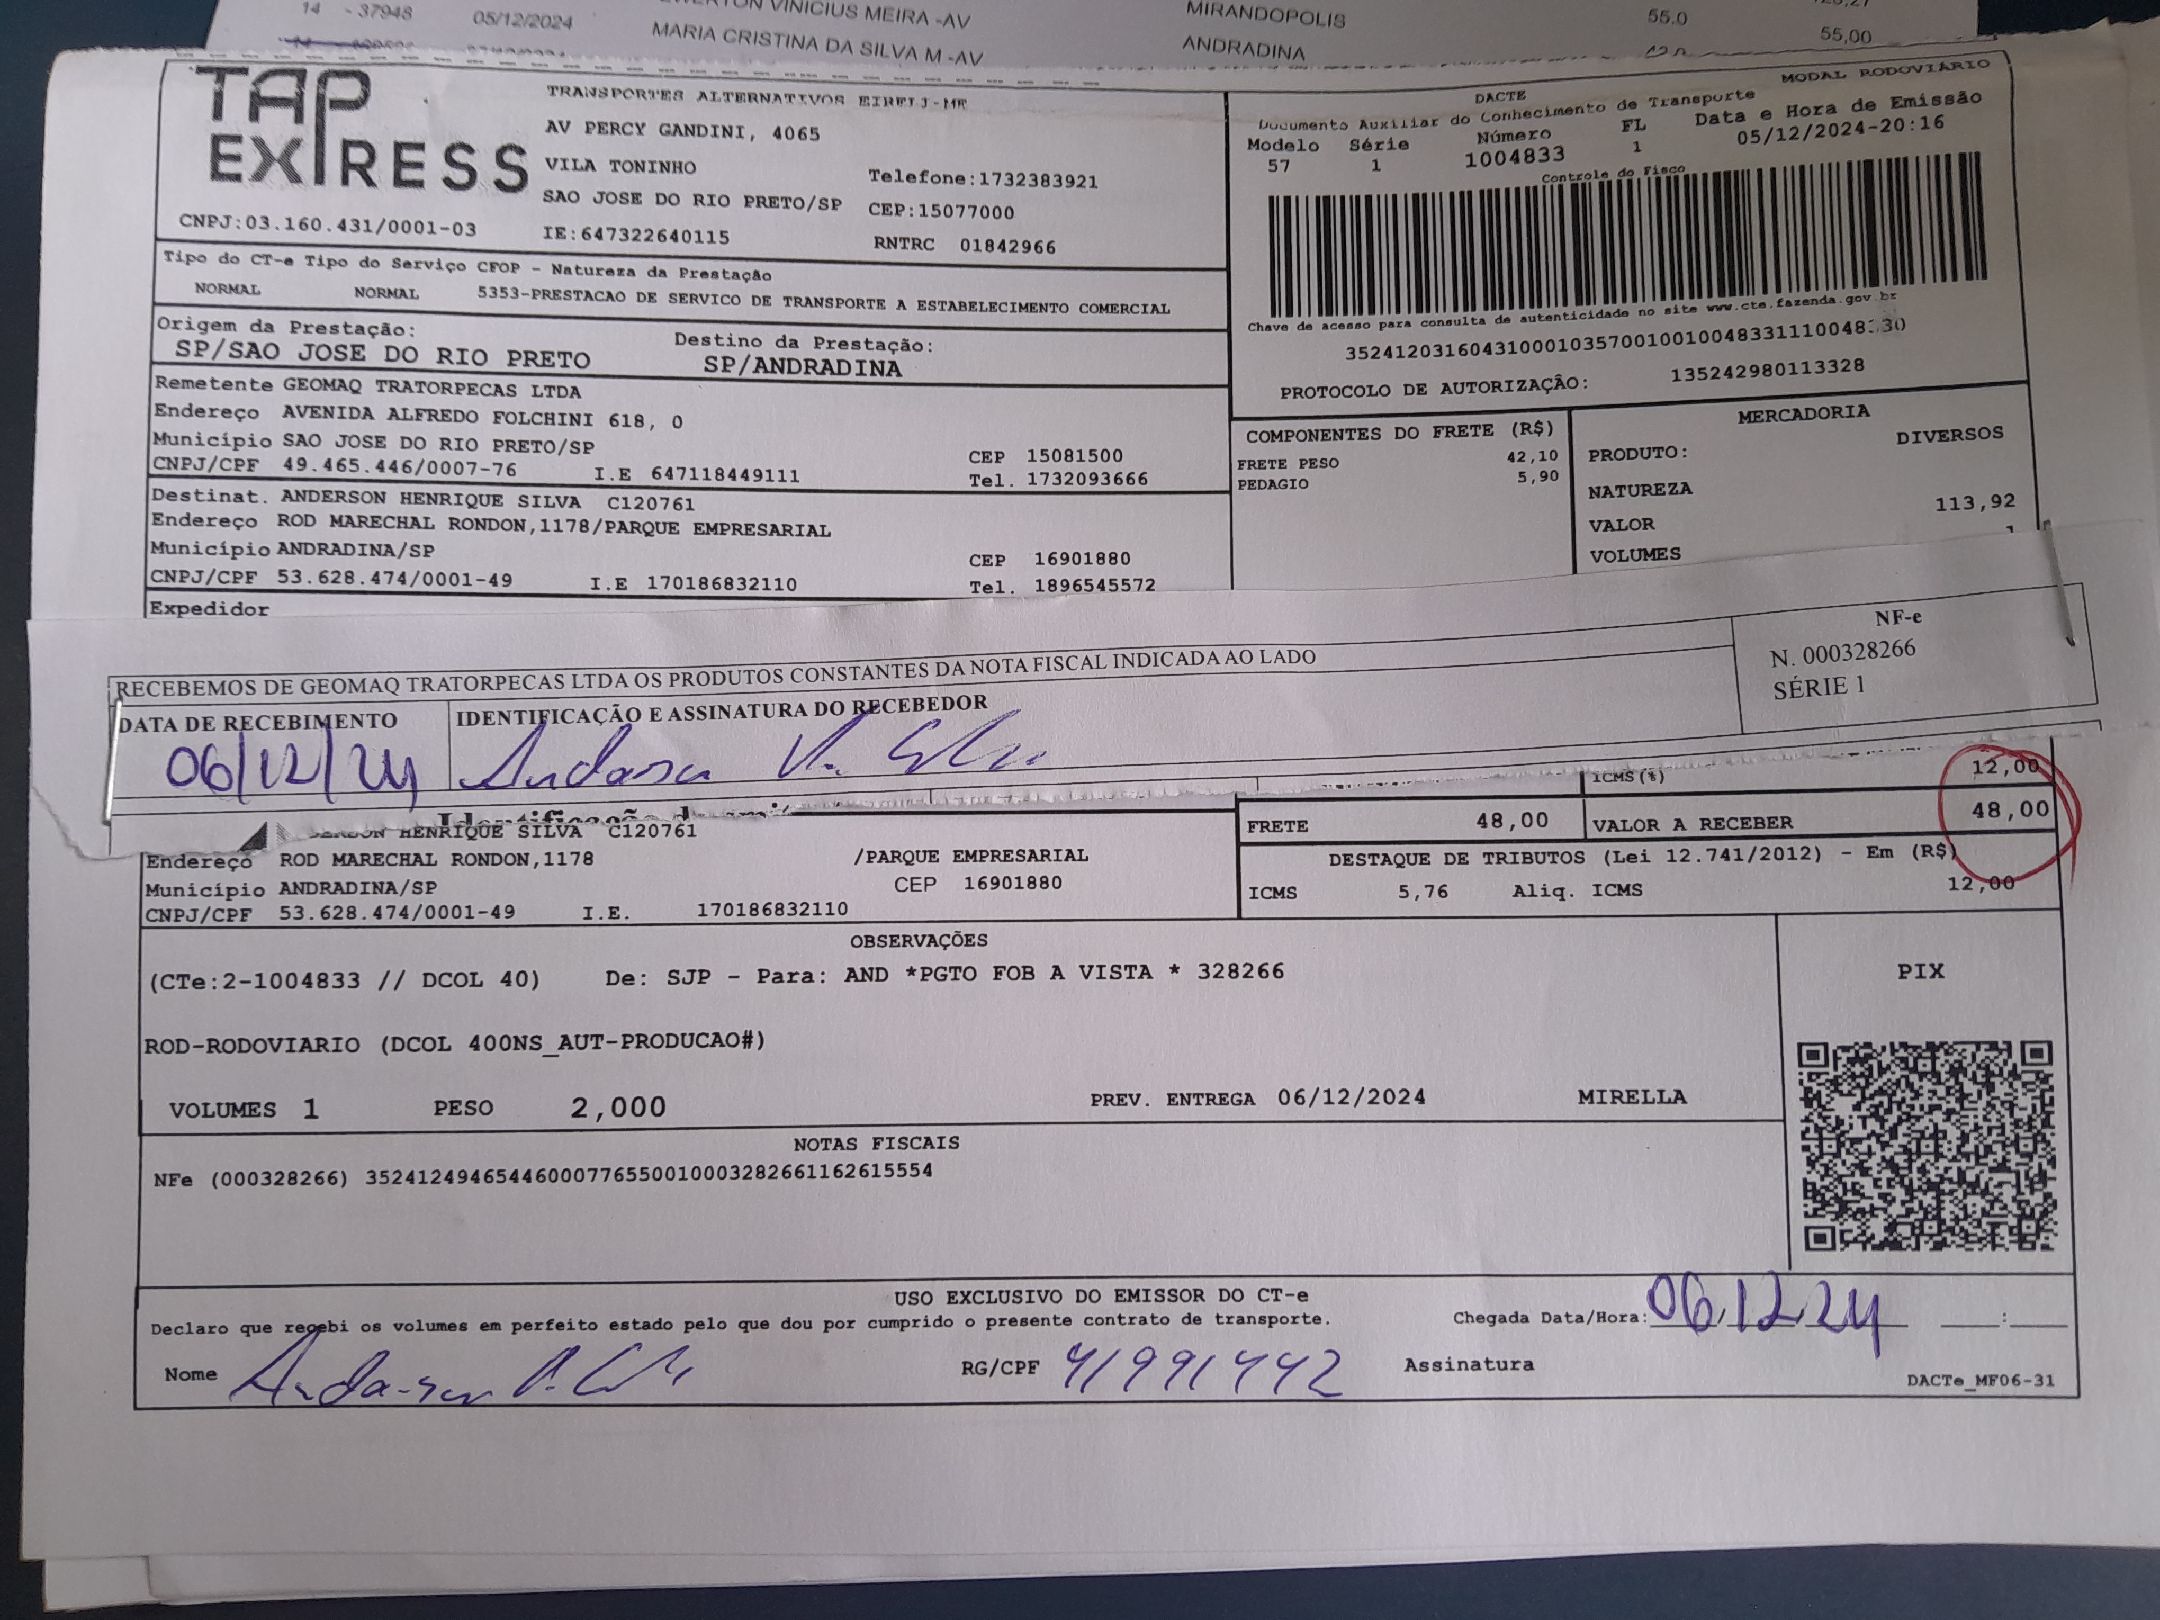 14 - 37948 05/12/2024 VINICIUS MEIRA -AV MIRANDOPOLIS 55.0
MARIA CRISTINA DA SILVA M -AV ANDRADINA 55,00
TAP EXPRESS
TRANSPORTES ALTERNATIVOS EIRELI-ME
AV PERCY GANDINI, 4065
VILA TONINHO Telefone:1732383921
SAO JOSE DO RIO PRETO/SP CEP:15077000
CNPJ:03.160.431/0001-03 IE:647322640115 RNTRC 01842966
MODAL RODOVIÁRIO
DACTE
Documento Auxiliar do Conhecimento de Transporte
Modelo Série Número FL Data e Hora de Emissão
57 1 1004833 1 05/12/2024-20:16
Controle do Fisco
Chave de acesso para consulta de autenticidade no site www.cte.fazenda.gov.br
PROTOCOLO DE AUTORIZAÇÃO: 135242980113328
Tipo do CT-e Tipo do Serviço CFOP - Natureza da Prestação
NORMAL NORMAL 5353-PRESTACAO DE SERVICO DE TRANSPORTE A ESTABELECIMENTO COMERCIAL
Origem da Prestação: Destino da Prestação:
SP/SAO JOSE DO RIO PRETO SP/ANDRADINA
Remetente GEOMAQ TRATORPECAS LTDA
Endereço AVENIDA ALFREDO FOLCHINI 618, 0
Município SAO JOSE DO RIO PRETO/SP CEP 15081500
CNPJ/CPF 49.465.446/0007-76 I.E 647118449111 Tel. 1732093666
Destinat. ANDERSON HENRIQUE SILVA C120761
Endereço ROD MARECHAL RONDON,1178/PARQUE EMPRESARIAL
Município ANDRADINA/SP CEP 16901880
CNPJ/CPF 53.628.474/0001-49 I.E 170186832110 Tel. 1896545572
Expedidor
COMPONENTES DO FRETE (R$)
FRETE PESO 42,10
PEDAGIO 5,90
MERCADORIA
PRODUTO: DIVERSOS
NATUREZA
VALOR 113,92
VOLUMES 1
RECEBEMOS DE GEOMAQ TRATORPECAS LTDA OS PRODUTOS CONSTANTES DA NOTA FISCAL INDICADA AO LADO
NF-e
N. 000328266
SÉRIE 1
DATA DE RECEBIMENTO IDENTIFICAÇÃO E ASSINATURA DO RECEBEDOR
06/12/24
ICMS (%) 12,00
FRETE 48,00 VALOR A RECEBER 48,00
HENRIQUE SILVA C120761
Endereço ROD MARECHAL RONDON,1178 /PARQUE EMPRESARIAL
Município ANDRADINA/SP CEP 16901880
CNPJ/CPF 53.628.474/0001-49 I.E. 170186832110
DESTAQUE DE TRIBUTOS (Lei 12.741/2012) - Em (R$)
ICMS 5,76 Aliq. ICMS 12,00
OBSERVAÇÕES
(CTe:2-1004833 // DCOL 40) De: SJP - Para: AND *PGTO FOB A VISTA * 328266
ROD-RODOVIARIO (DCOL 400NS_AUT-PRODUCAO#)
VOLUMES 1 PESO 2,000 PREV. ENTREGA 06/12/2024 MIRELLA
PIX
NOTAS FISCAIS
NFe (000328266) 35241249465446000776550010003282661162615554
USO EXCLUSIVO DO EMISSOR DO CT-e
Declaro que recebi os volumes em perfeito estado pelo que dou por cumprido o presente contrato de transporte. Chegada Data/Hora: 06/12/24 :
Nome RG/CPF Assinatura
DACTe_MF06-31